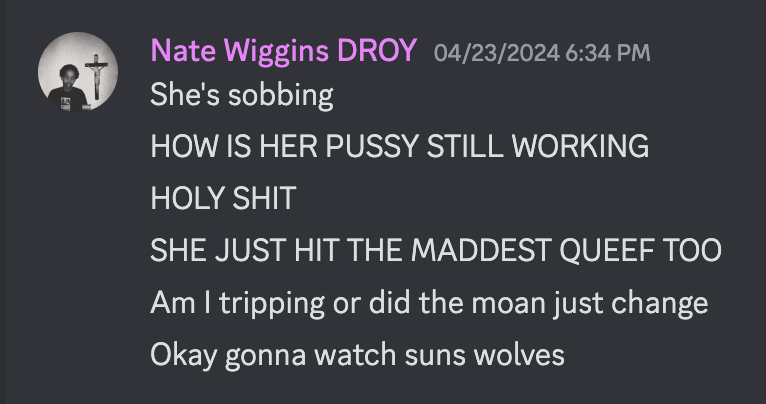 Nate Wiggins DROY 04/23/2024 6:34 PM
She's sobbing
HOW IS HER PUSSY STILL WORKING
HOLY SHIT
SHE JUST HIT THE MADDEST QUEEF TOO
Am I tripping or did the moan just change
Okay gonna watch suns wolves